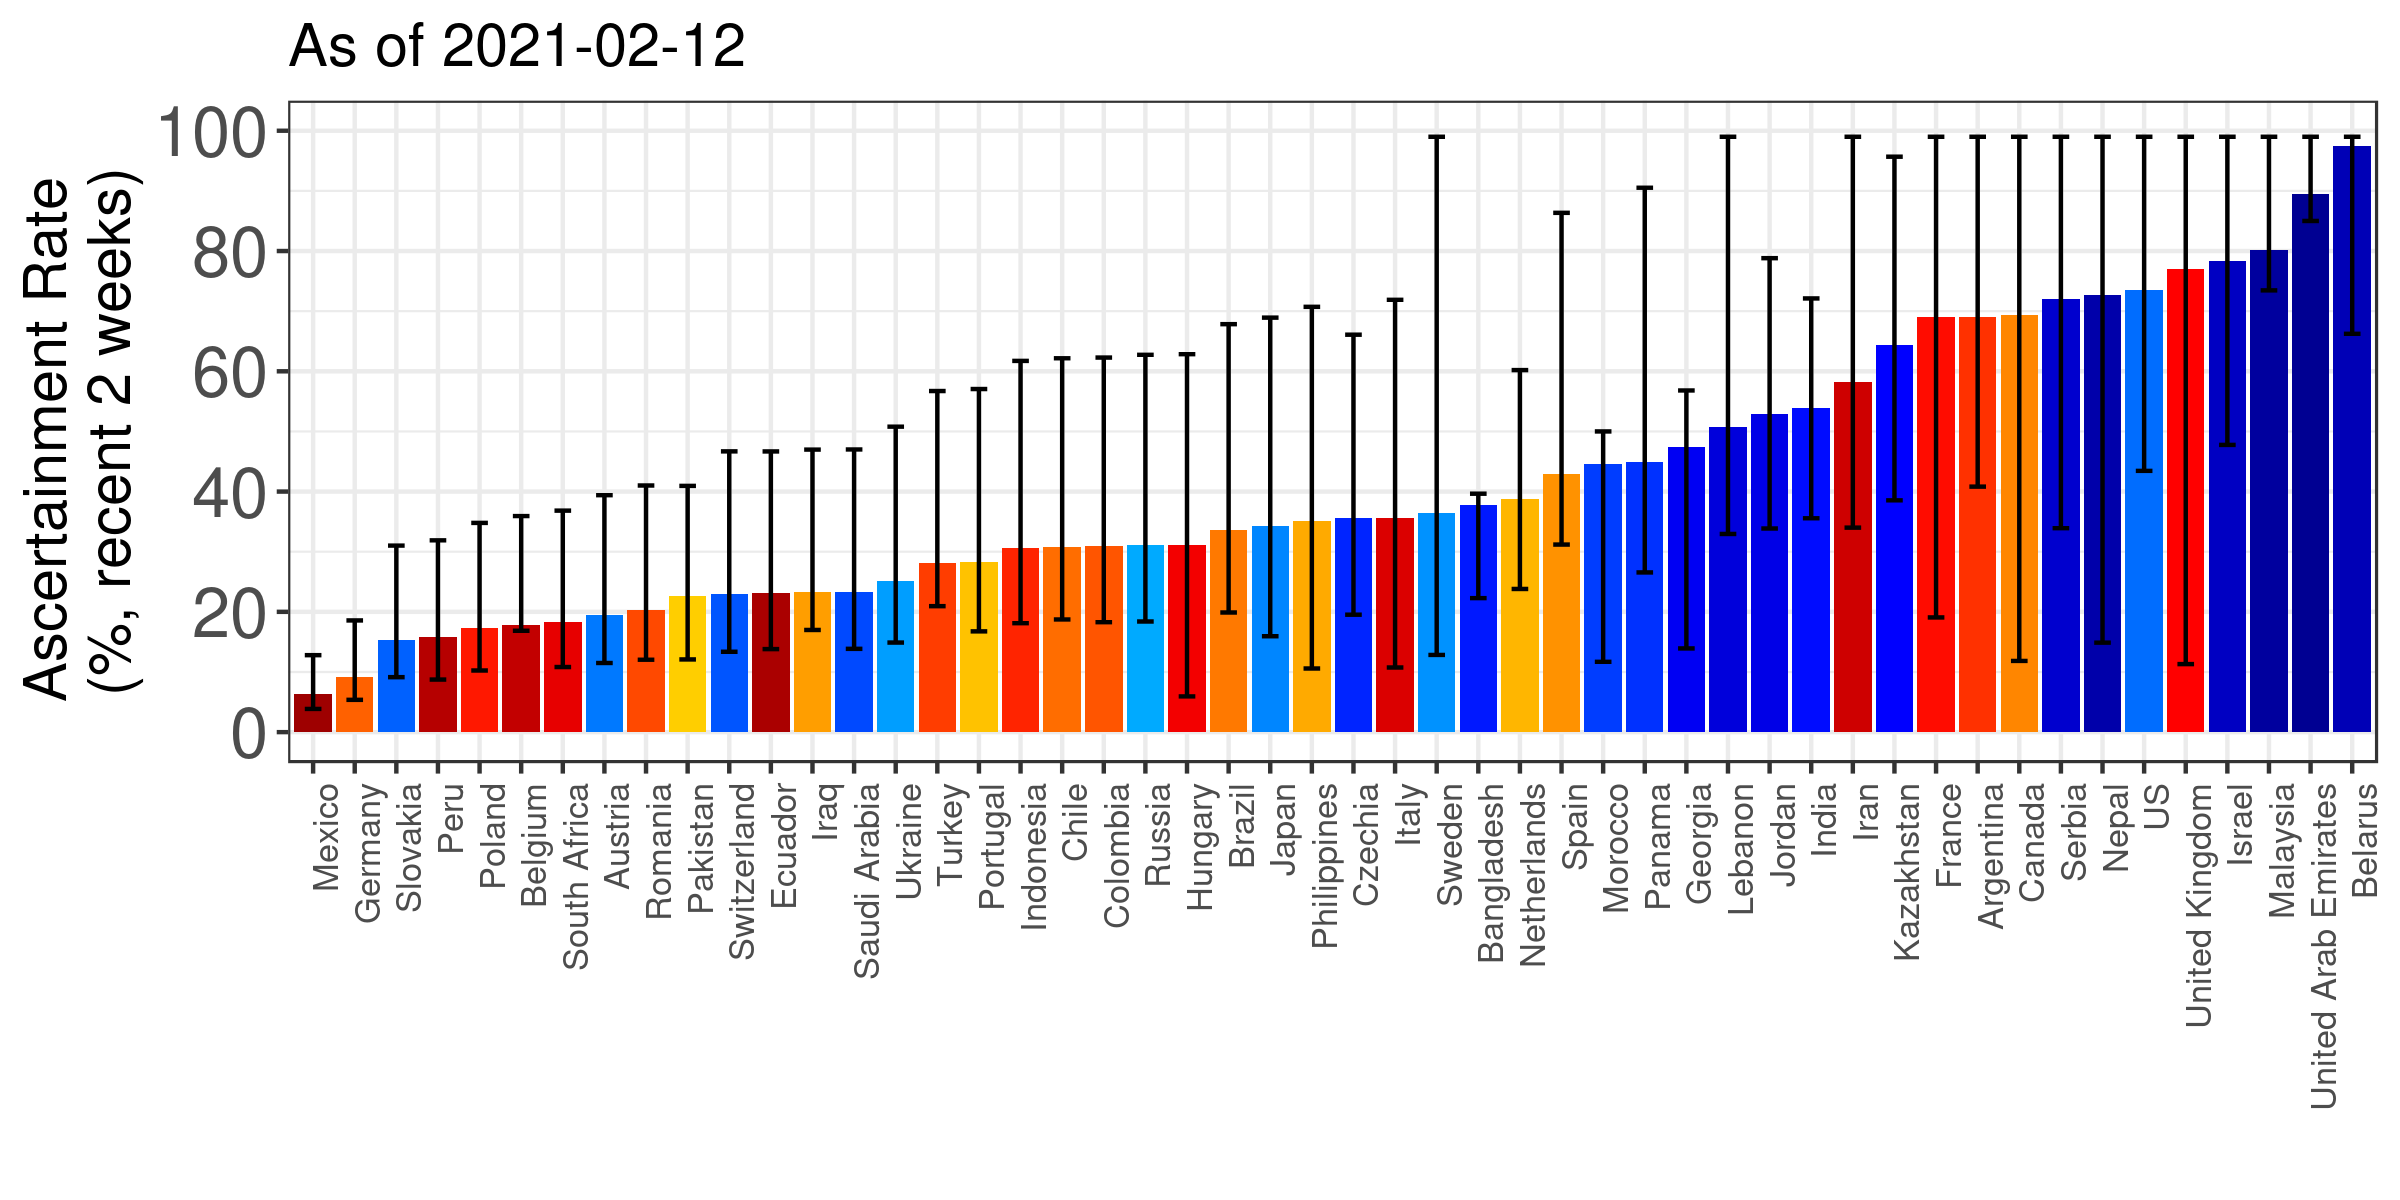 As of 2021-02-12
Ascertainment Rate
(%, recent 2 weeks)
100
80
60
40
20
0
Mexico
Germany
Slovakia
Peru
Poland
Belgium
South Africa
Austria
Romania
Pakistan
Switzerland
Ecuador
Iraq
Saudi Arabia
Ukraine
Turkey
Portugal
Indonesia
Chile
Colombia
Russia
Hungary
Brazil
Japan
Philippines
Czechia
Italy
Sweden
Bangladesh
Netherlands
Spain
Morocco
Panama
Georgia
Lebanon
Jordan
India
Iran
Kazakhstan
France
Argentina
Canada
Serbia
Nepal
US
United Kingdom
Israel
Malaysia
United Arab Emirates
Belarus